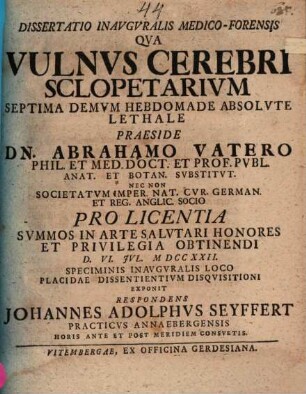 44
DISSERTATIO INAVGVRALIS MEDICO-FORENSIS
QVA
VULNVS CEREBRI
SCLOPETARIVM
SEPTIMA DEMVM HEBDOMADE ABSOLVTE
LETHALE
PRAESIDE
DN. ABRAHAMO VATERO
PHIL. ET MED. DOCT. ET PROF. PVBL.
ANAT. ET BOTAN. SVBSTITVT.
NEC NON
SOCIETATVM IMPER. NAT. CVR. GERMAN.
ET REG. ANGLIC. SOCIO
PRO LICENTIA
SVMMOS IN ARTE SALVTARI HONORES
ET PRIVILEGIA OBTINENDI
D. VI. JVL. MDCCXXII.
SPECIMINIS INAVGVRALIS LOCO
PLACIDAE DISSENTIENTIVM DISQVISITIONI
EXPONIT
RESPONDENS
JOHANNES ADOLPHVS SEYFFERT
PRACTICVS ANNAEBERGENSIS
HORIS ANTE ET POST MERIDIEM CONSVETIS.
VITEMBERGAE, EX OFFICINA GERDESIANA.